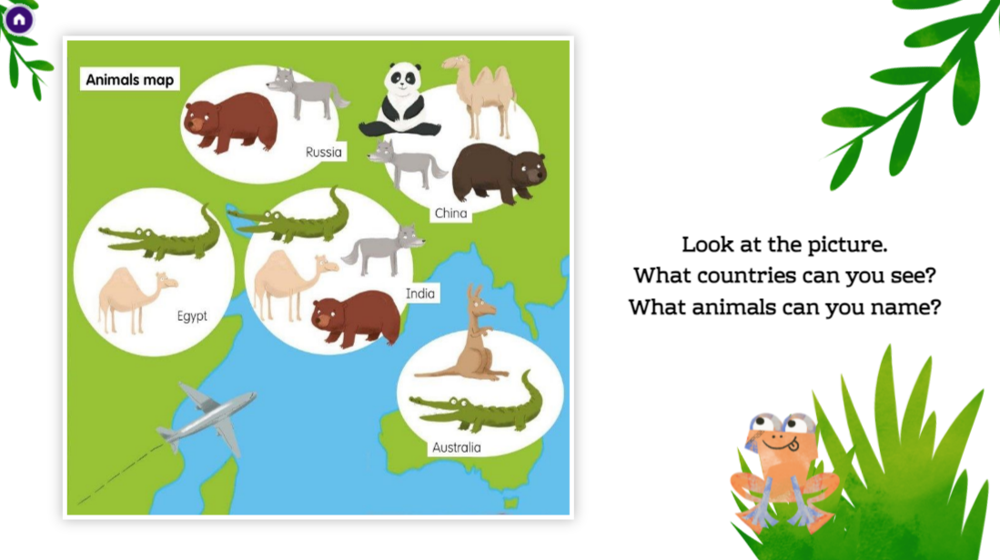 Animals map
Russia
China
India
Egypt
Australia
Look at the picture.
What countries can you see?
What animals can you name?